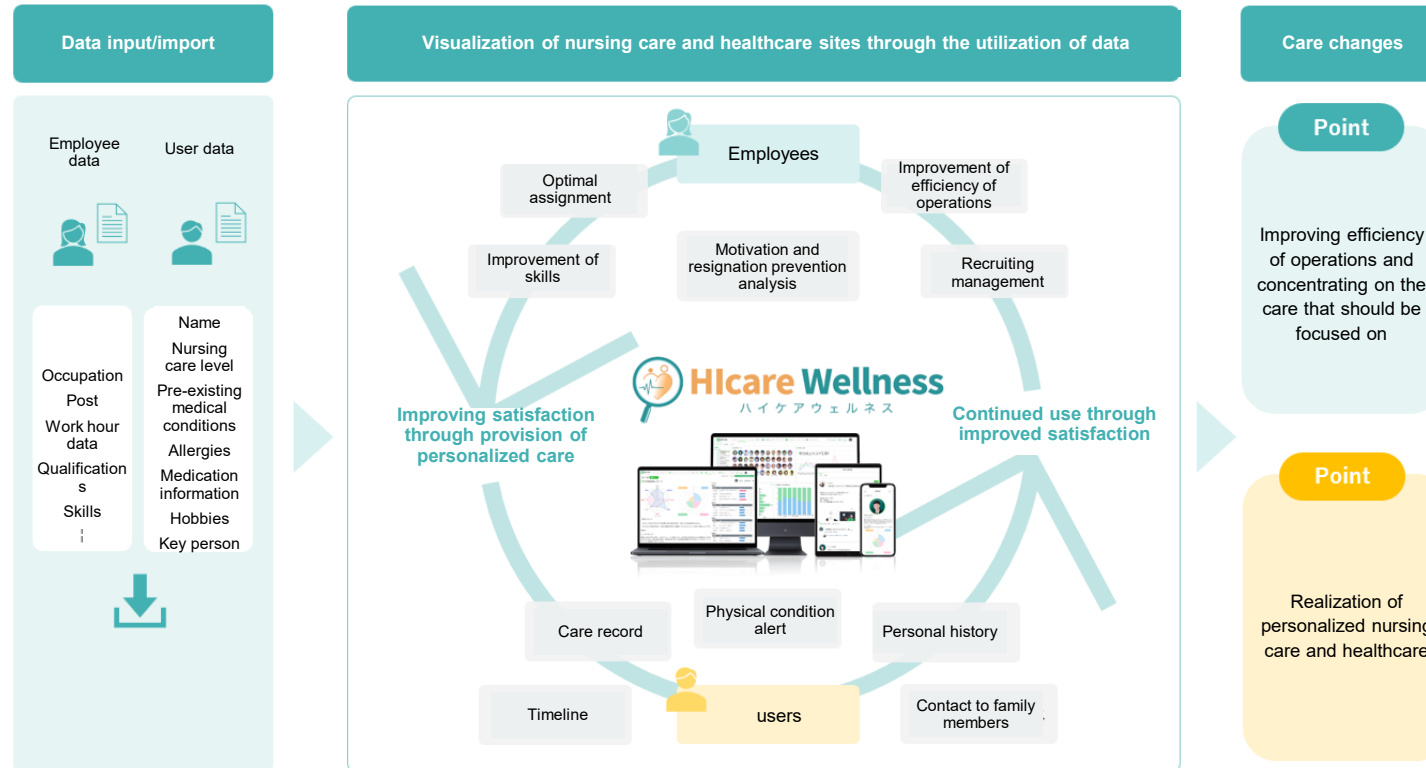 Data input/import
Visualization of nursing care and healthcare sites through the utilization of data
Care changes
Employee
data
User data
Occupation
Post
Work hour
data
Qualification
s
Skills
Name
Nursing
care level
Pre-existing
medical
conditions
Allergies
Medication
information
Hobbies
Key person
Employees
Optimal
assignment
Improvement of
efficiency of
operations
Improvement of
skills
Motivation and
resignation prevention
analysis
Recruiting
management
HIcare Wellness
ハイケアウェルネス
Improving satisfaction
through provision of
personalized care
Continued use through
improved satisfaction
Care record
Physical condition
alert
Personal history
Timeline
users
Contact to family
members
Point
Improving efficiency
of operations and
concentrating on the
care that should be
focused on
Point
Realization of
personalized nursing
care and healthcare